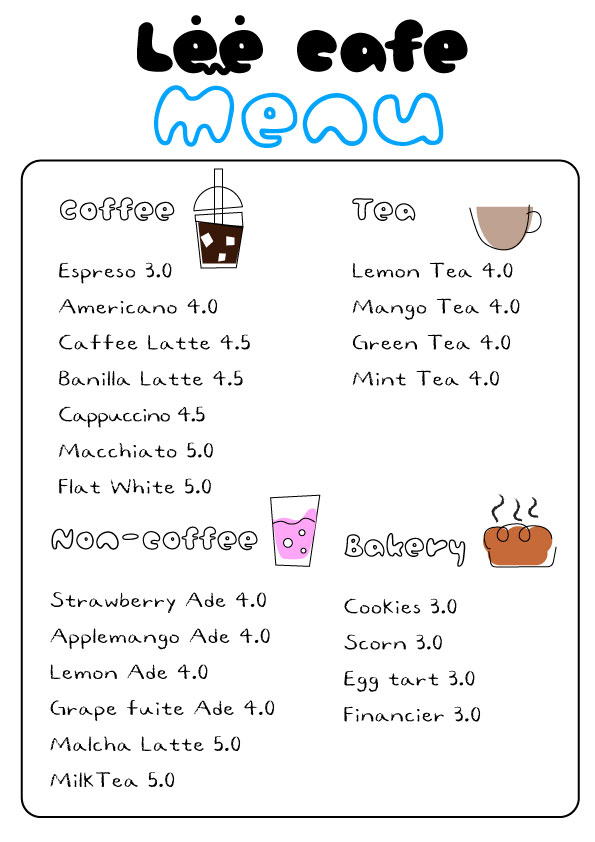 Lee cafe
Menu
Coffee
Espreso 3.0
Americano 4.0
Caffee Latte 4.5
Banilla Latte 4.5
Cappuccino 4.5
Macchiato 5.0
Flat White 5.0
Tea
Lemon Tea 4.0
Mango Tea 4.0
Green Tea 4.0
Mint Tea 4.0
Non-coffee
Strawberry Ade 4.0
Applemango Ade 4.0
Lemon Ade 4.0
Grape fuite Ade 4.0
Malcha Latte 5.0
MilkTea 5.0
Bakery
Cookies 3.0
Scorn 3.0
Egg tart 3.0
Financier 3.0